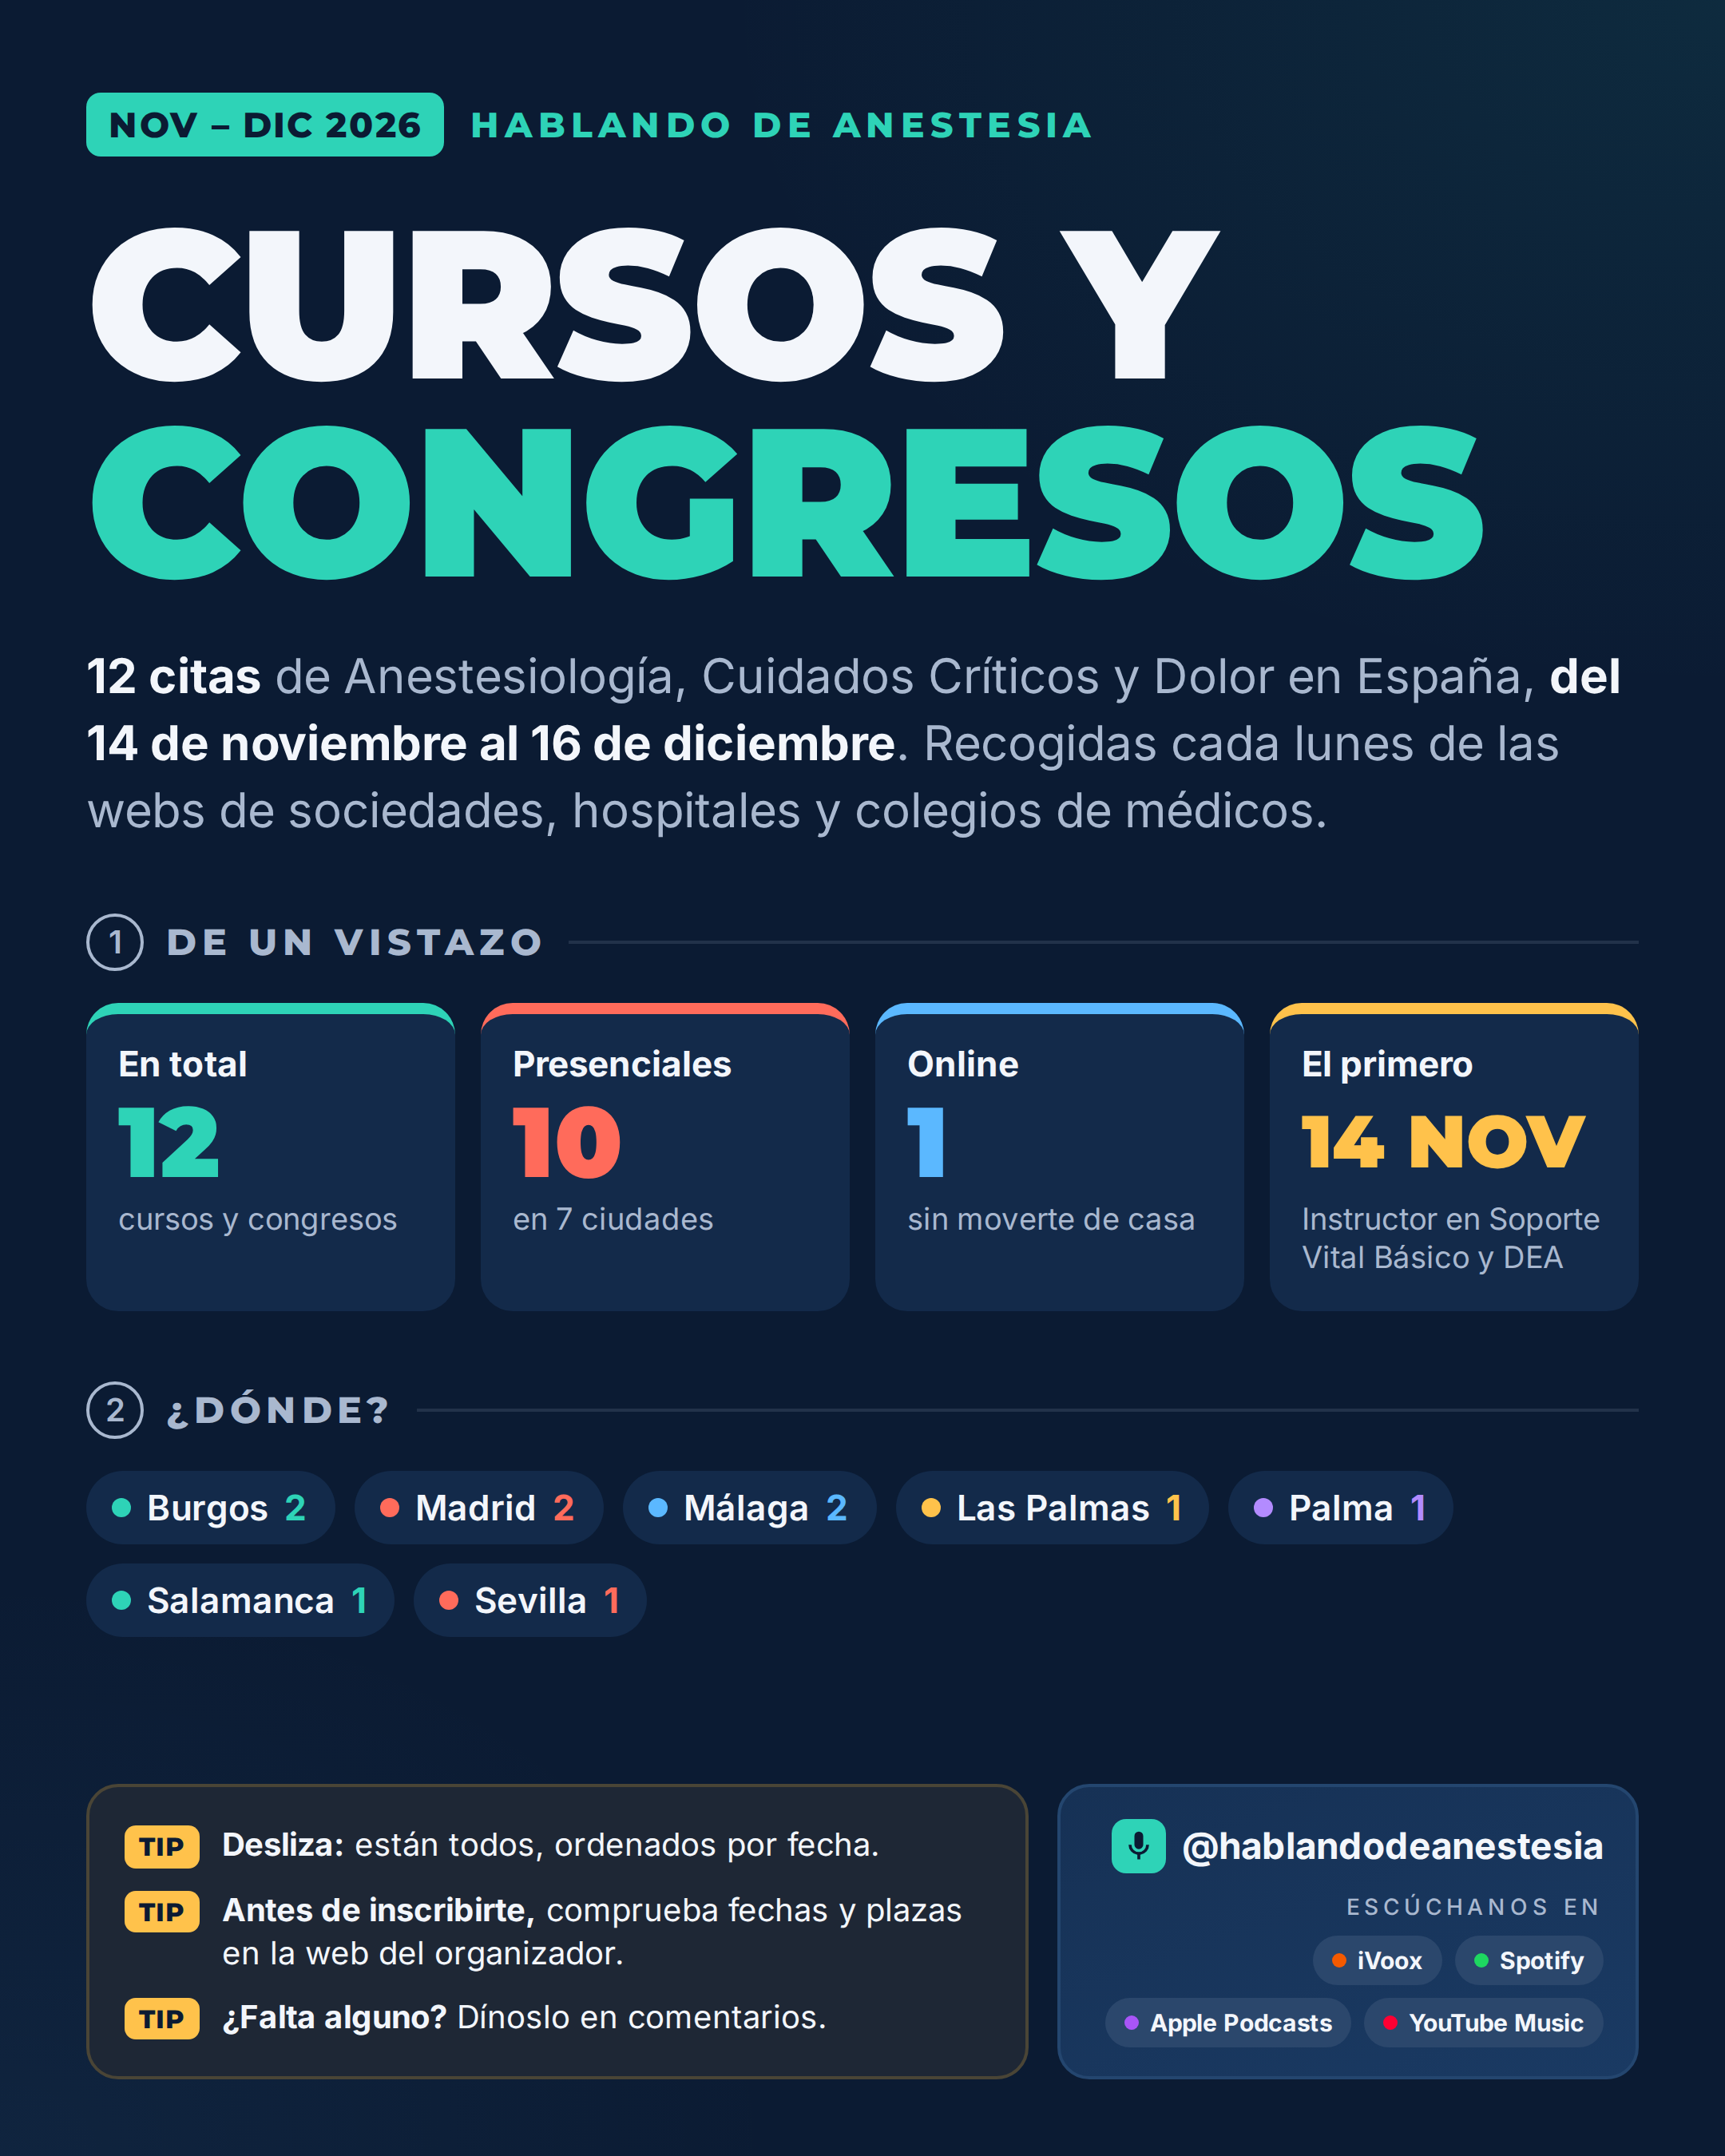 NOV – DIC 2026 HABLANDO DE ANESTESIA
CURSOS Y
CONGRESOS
12 citas de Anestesiología, Cuidados Críticos y Dolor en España, del
14 de noviembre al 16 de diciembre. Recogidas cada lunes de las
webs de sociedades, hospitales y colegios de médicos.
1 DE UN VISTAZO
En total
12
cursos y congresos
Presenciales
10
en 7 ciudades
Online
1
sin moverte de casa
El primero
14 NOV
Instructor en Soporte
Vital Básico y DEA
2 ¿DÓNDE?
Burgos 2 Madrid 2 Málaga 2 Las Palmas 1 Palma 1
Salamanca 1 Sevilla 1
TIP Desliza: están todos, ordenados por fecha.
TIP Antes de inscribirte, comprueba fechas y plazas
en la web del organizador.
TIP ¿Falta alguno? Dínoslo en comentarios.
@hablandodeanestesia
ESCÚCHANOS EN
iVoox Spotify
Apple Podcasts YouTube Music